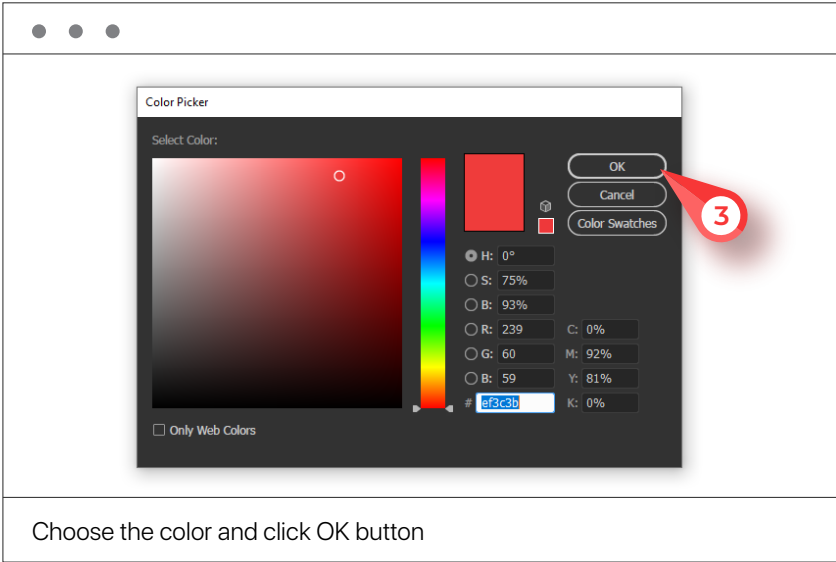 Color Picker
Select Color:
OK
Cancel
Color Swatches
3
H: 0°
S: 75%
B: 93%
R: 239 C: 0%
G: 60 M: 92%
B: 59 Y: 81%
# ef3c3b K: 0%
Only Web Colors
Choose the color and click OK button